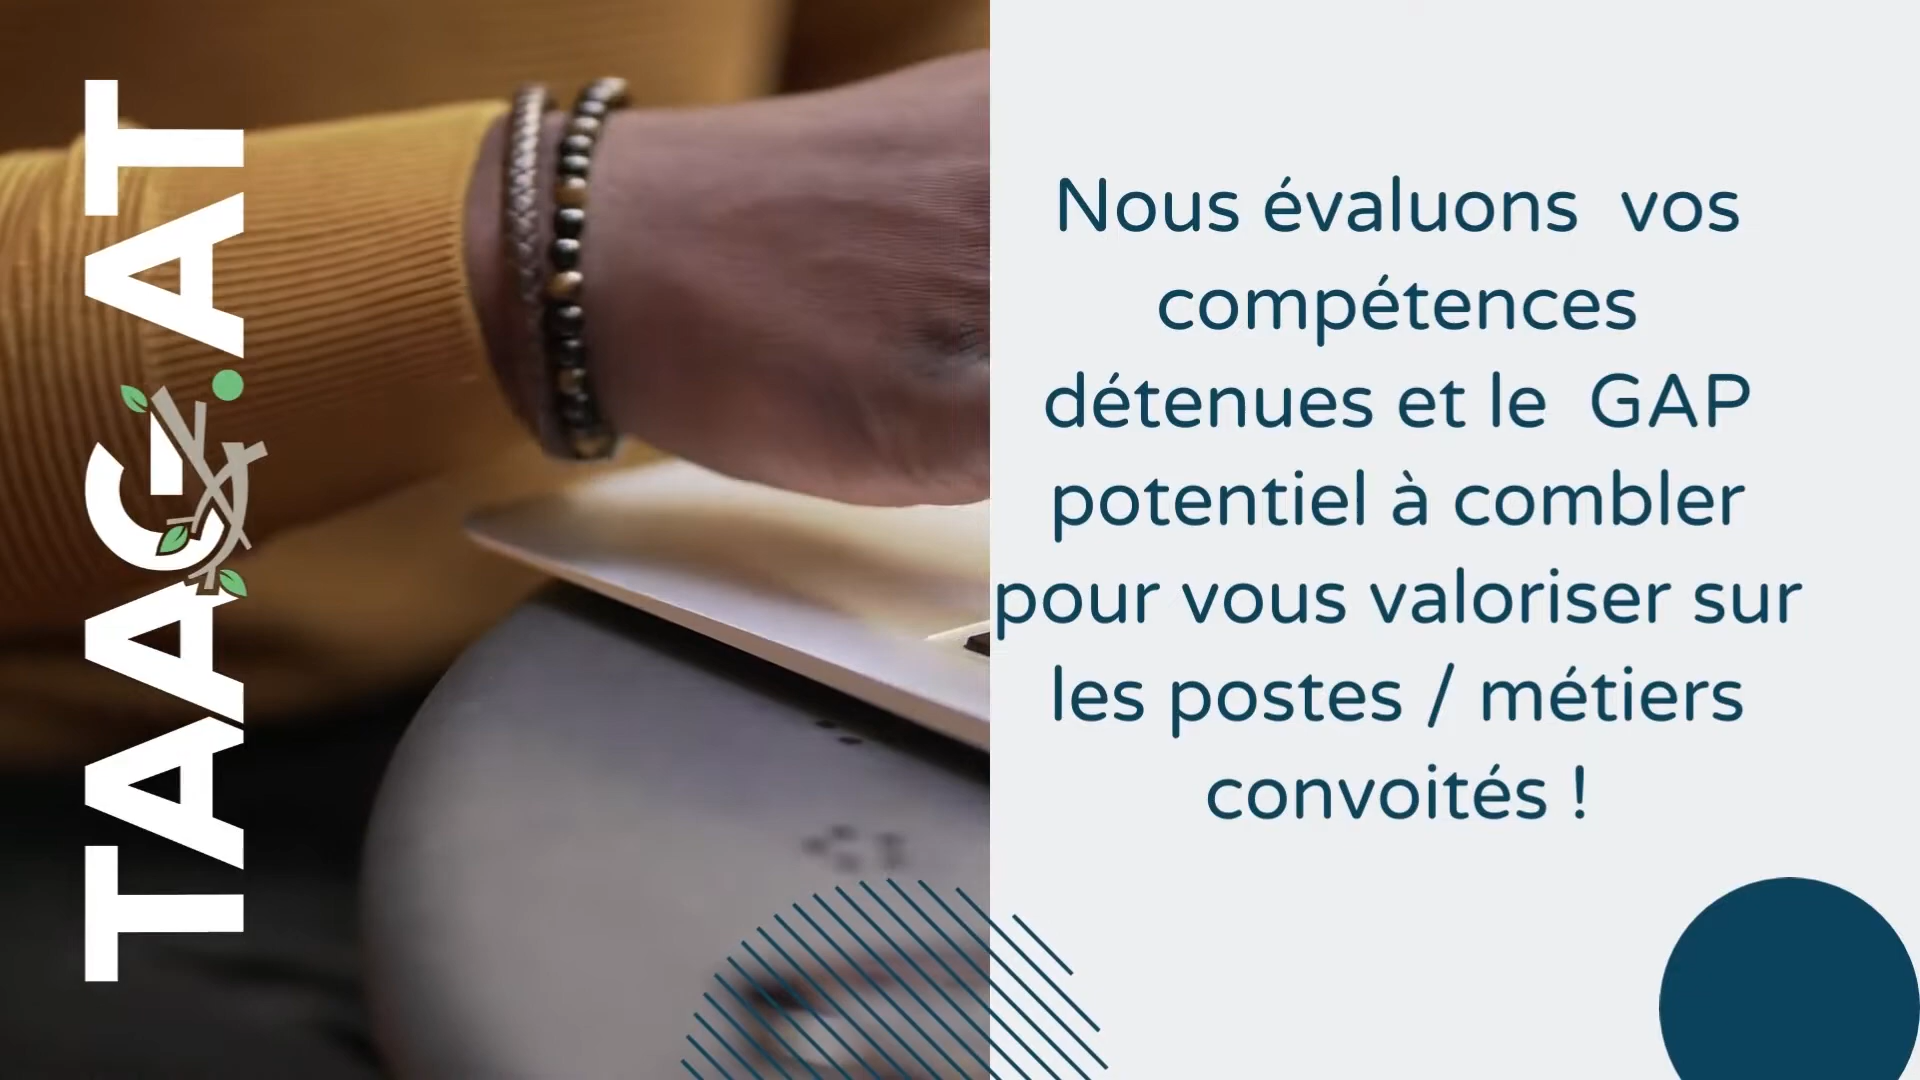 TAAG.AT
Nous évaluons vos
compétences
détenues et le GAP
potentiel à combler
pour vous valoriser sur
les postes / métiers
convoités !